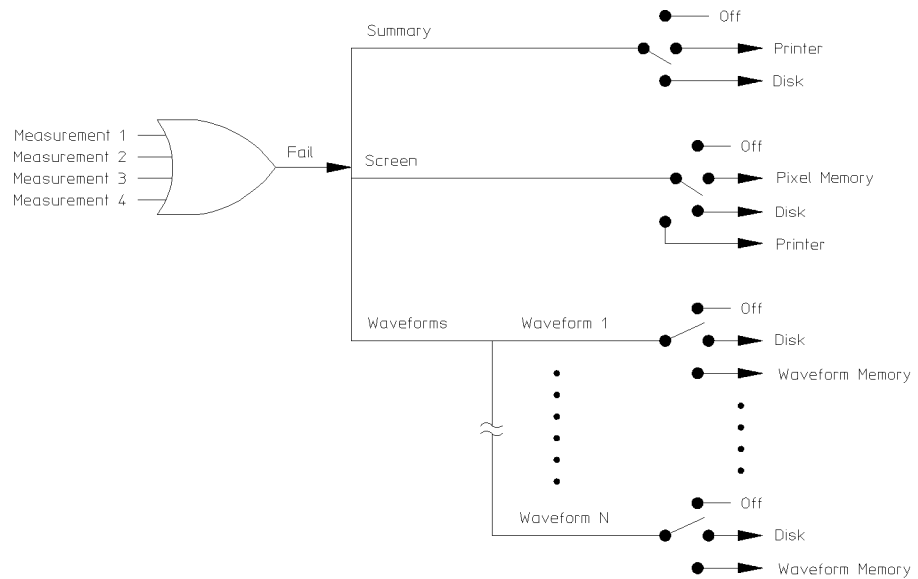 Summary
Off
Printer
Disk
Measurement 1
Measurement 2
Measurement 3
Measurement 4
Fail
Screen
Off
Pixel Memory
Disk
Printer
Waveforms
Waveform 1
Off
Disk
Waveform Memory
Waveform N
Off
Disk
Waveform Memory